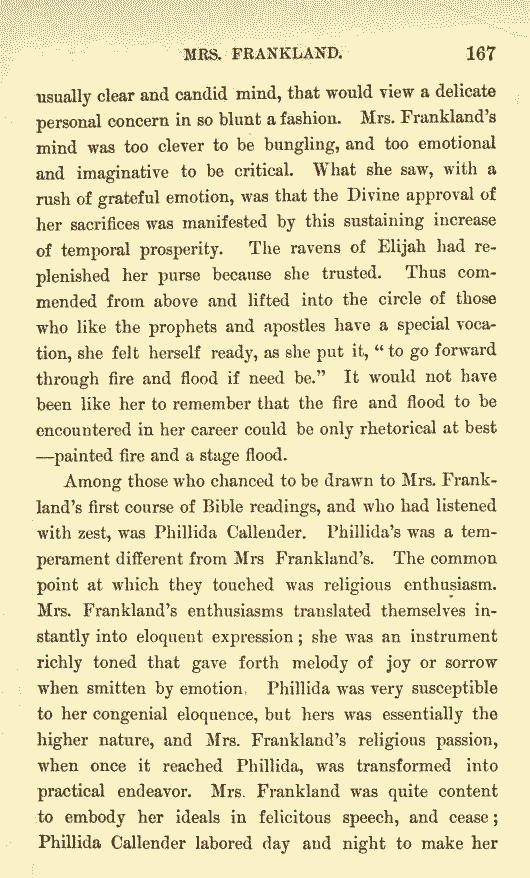 MRS. FRANKLAND. 167
usually clear and candid mind, that would view a delicate
personal concern in so blunt a fashion. Mrs. Frankland's
mind was too clever to be bungling, and too emotional
and imaginative to be critical. What she saw, with a
rush of grateful emotion, was that the Divine approval of
her sacrifices was manifested by this sustaining increase
of temporal prosperity. The ravens of Elijah had re-
plenished her purse because she trusted. Thus com-
mended from above and lifted into the circle of those
who like the prophets and apostles have a special voca-
tion, she felt herself ready, as she put it, "to go forward
through fire and flood if need be." It would not have
been like her to remember that the fire and flood to be
encountered in her career could be only rhetorical at best
—painted fire and a stage flood.
Among those who chanced to be drawn to Mrs. Frank-
land's first course of Bible readings, and who had listened
with zest, was Phillida Callender. Phillida's was a tem-
perament different from Mrs Frankland's. The common
point at which they touched was religious enthusiasm.
Mrs. Frankland's enthusiasms translated themselves in-
stantly into eloquent expression; she was an instrument
richly toned that gave forth melody of joy or sorrow
when smitten by emotion. Phillida was very susceptible
to her congenial eloquence, but hers was essentially the
higher nature, and Mrs. Frankland's religious passion,
when once it reached Phillida, was transformed into
practical endeavor. Mrs. Frankland was quite content
to embody her ideals in felicitous speech, and cease;
Phillida Callender labored day and night to make her